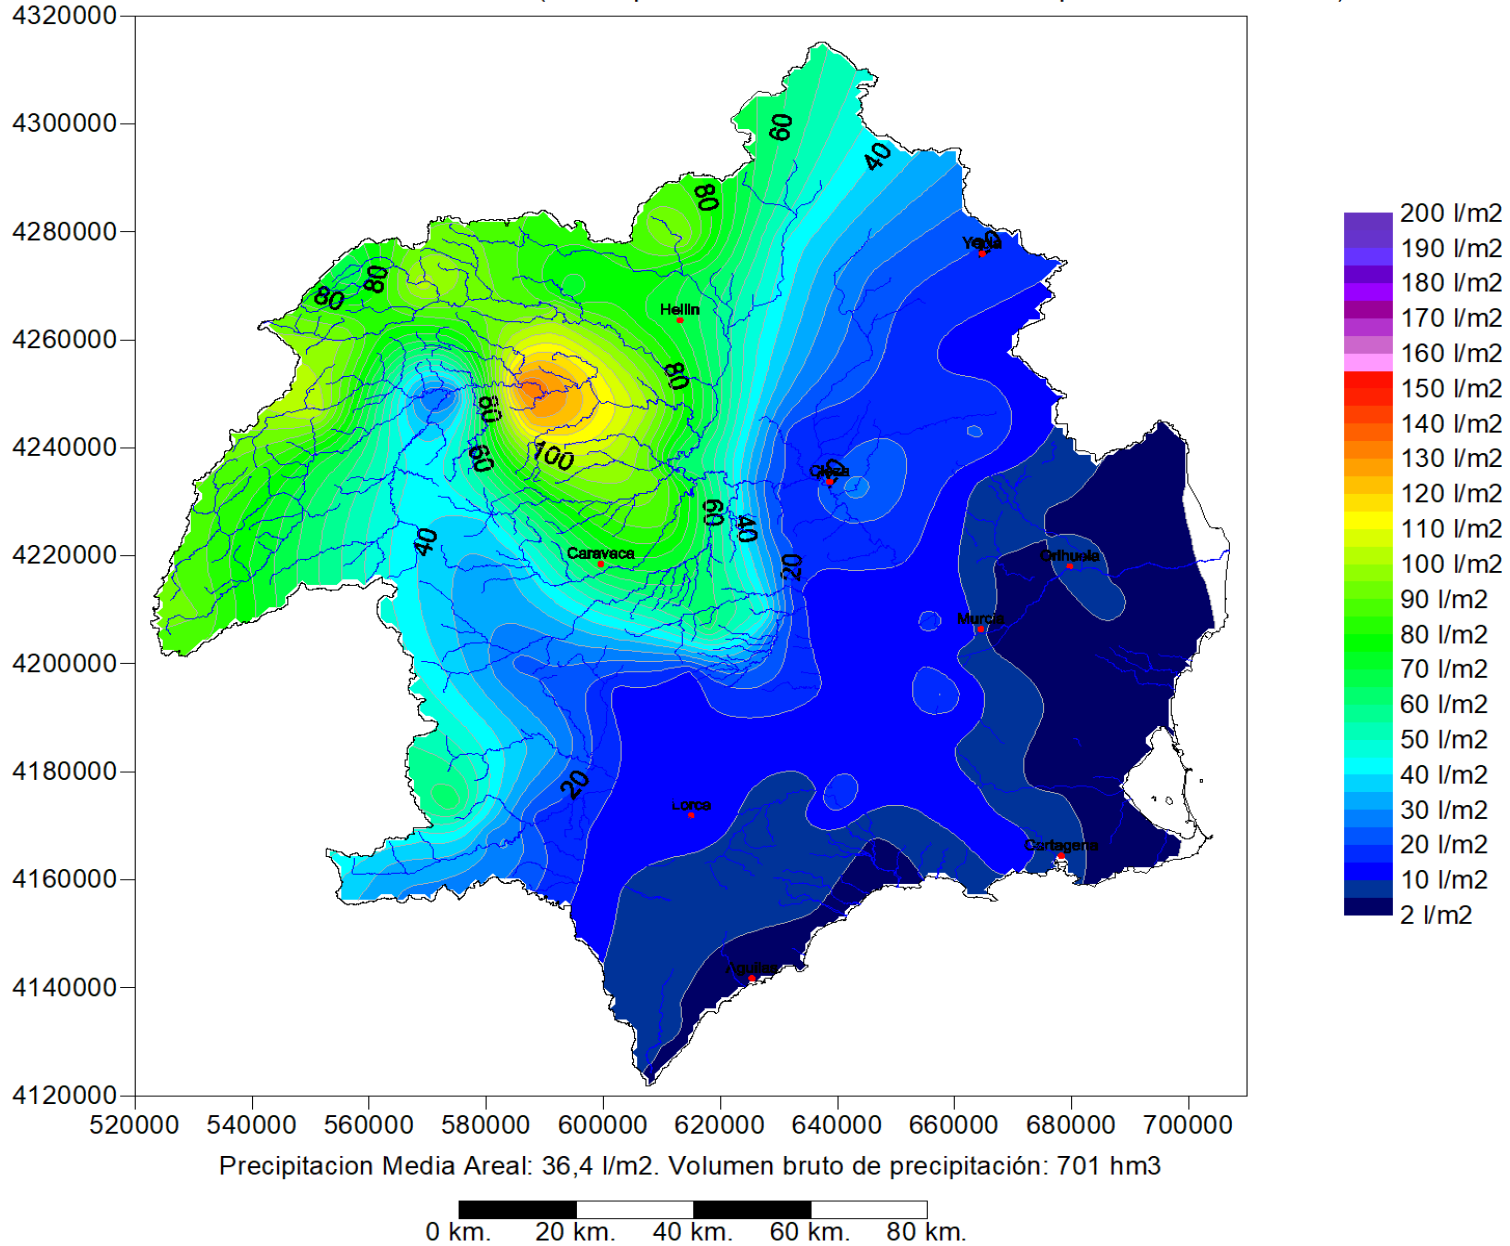 4320000
4300000
4280000
4260000
4240000
4220000
4200000
4180000
4160000
4140000
4120000
520000 540000 560000 580000 600000 620000 640000 660000 680000 700000
60
40
80
Yecla
80
80
Hellin
80
80
60
100
Cieza
60
40
40
20
Caravaca
Orihuela
Murcia
20
Lorca
Cartagena
Aguilas
200 l/m2
190 l/m2
180 l/m2
170 l/m2
160 l/m2
150 l/m2
140 l/m2
130 l/m2
120 l/m2
110 l/m2
100 l/m2
90 l/m2
80 l/m2
70 l/m2
60 l/m2
50 l/m2
40 l/m2
30 l/m2
20 l/m2
10 l/m2
2 l/m2
Precipitacion Media Areal: 36,4 l/m2. Volumen bruto de precipitación: 701 hm3
0 km. 20 km. 40 km. 60 km. 80 km.